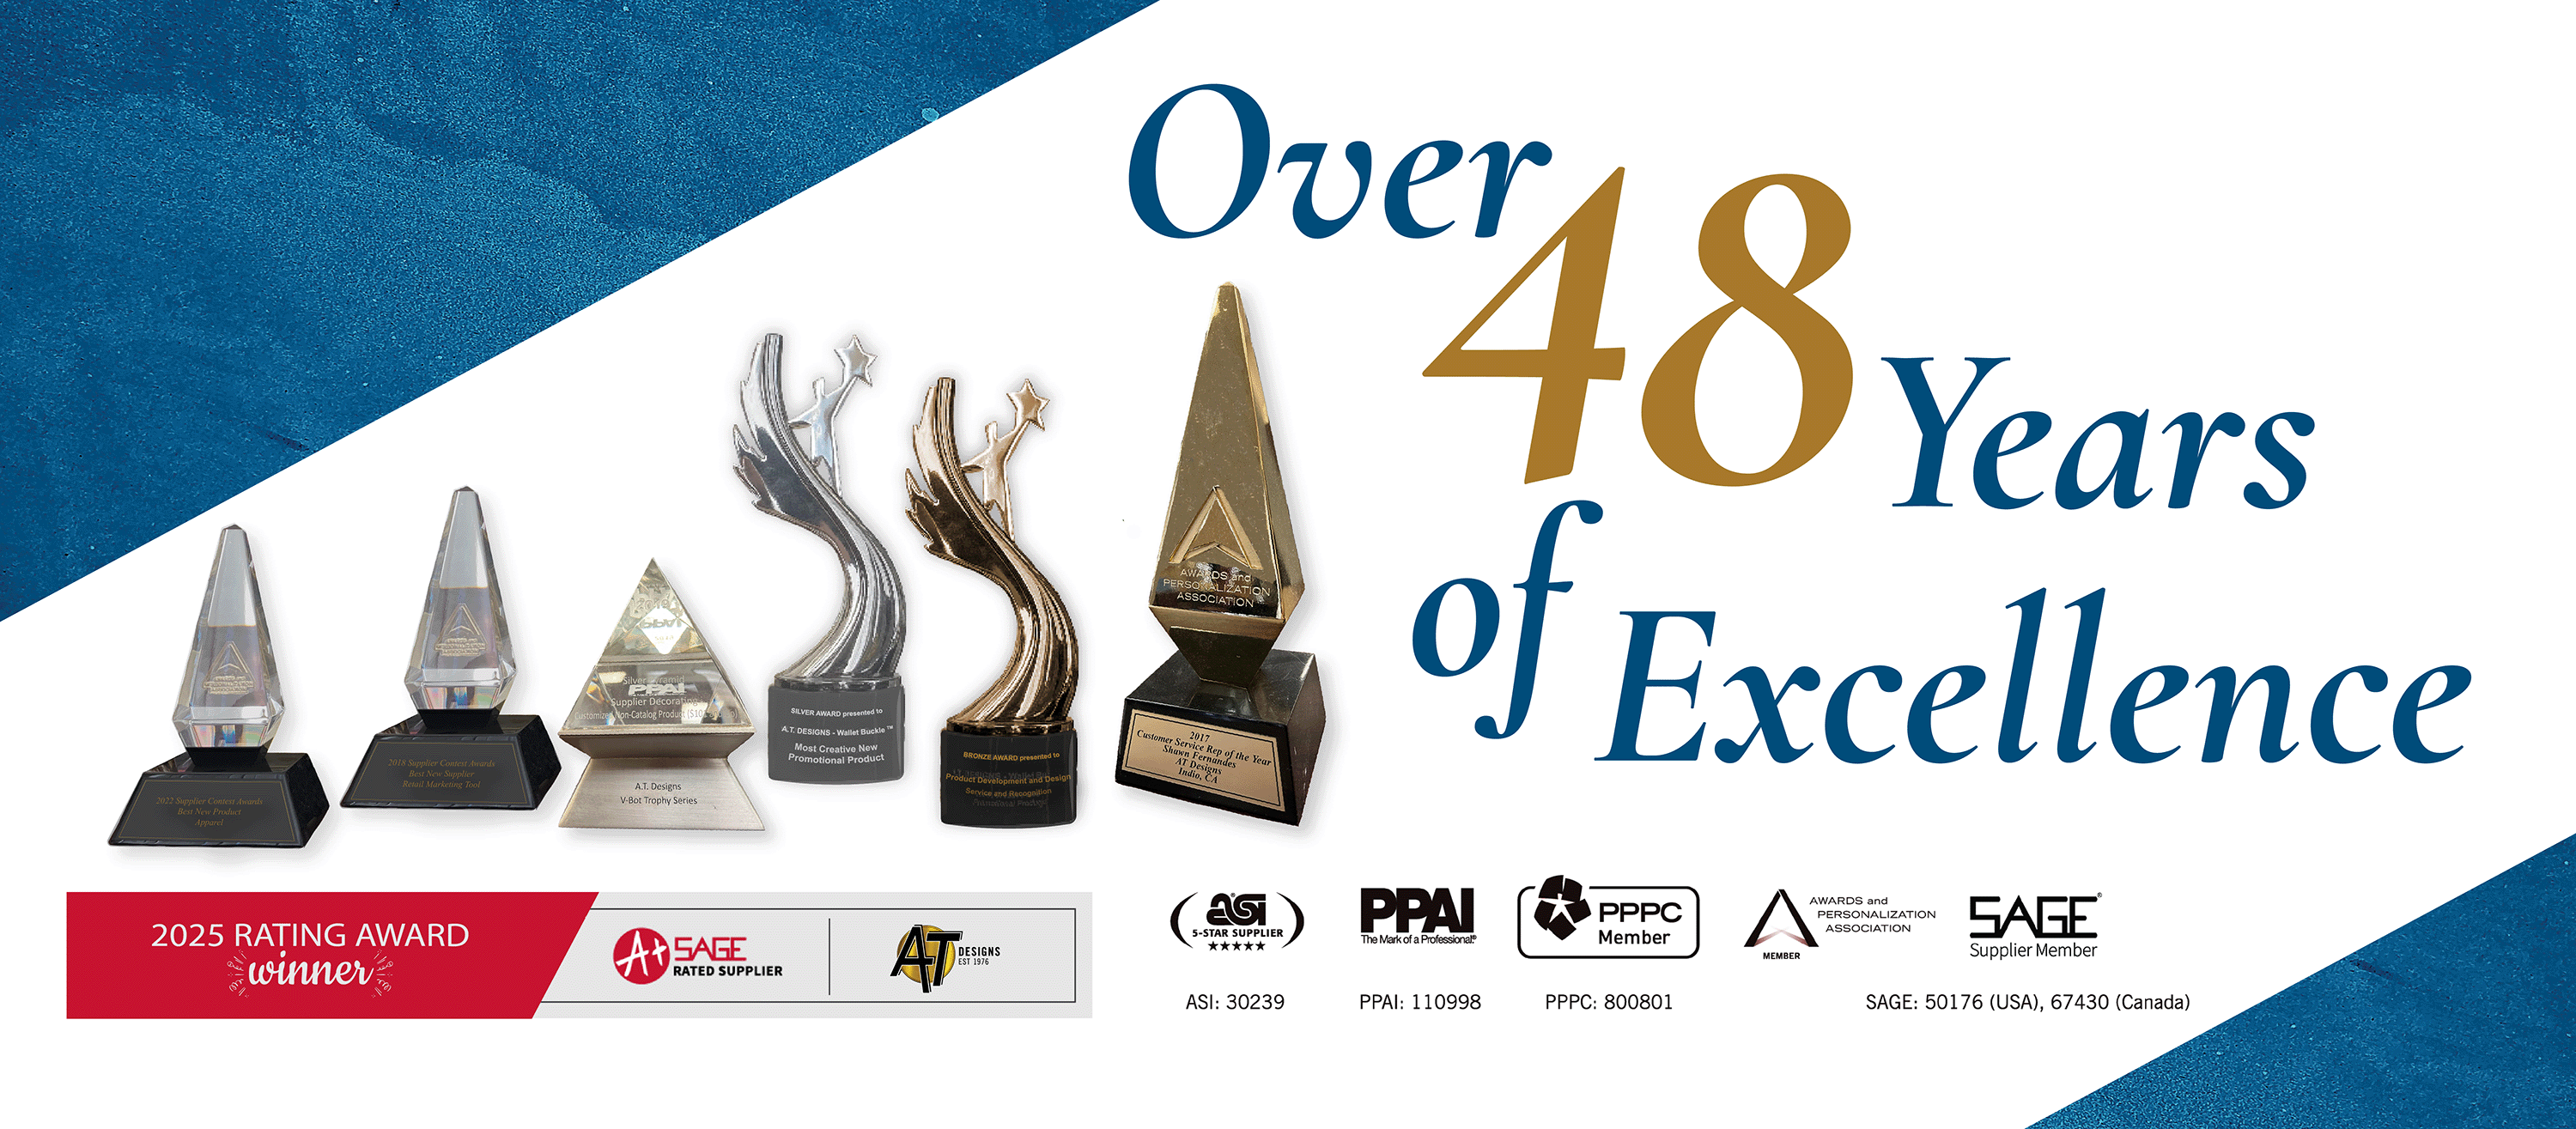 Over
48
Years
of
Excellence
AWARDS and
PERSONALIZATION
ASSOCIATION
2017
Customer Service Rep of the Year
Shawn Fernandes
AT Designs
Indio, CA
SILVER AWARD presented to
A.T. DESIGNS - Wallet Buckle™
Most Creative New
Promotional Product
BRONZE AWARD presented to
Product Development and Design
Service and Recognition
Silver Pyramid
PPAI
Supplier Decorating
A.T. Designs
V-Bot Trophy Series
2018 Supplier Contest Awards
Best New Supplier
Retail Marketing Tool
2022 Supplier Contest Awards
Best New Product
Apparel
2025 RATING AWARD
winner
A+ SAGE
RATED SUPPLIER
AT DESIGNS
EST 1976
asi
5-STAR SUPPLIER
PPAI
The Mark of a Professional®
PPPC
Member
AWARDS and
PERSONALIZATION
ASSOCIATION
MEMBER
SAGE®
Supplier Member
ASI: 30239
PPAI: 110998
PPPC: 800801
SAGE: 50176 (USA), 67430 (Canada)